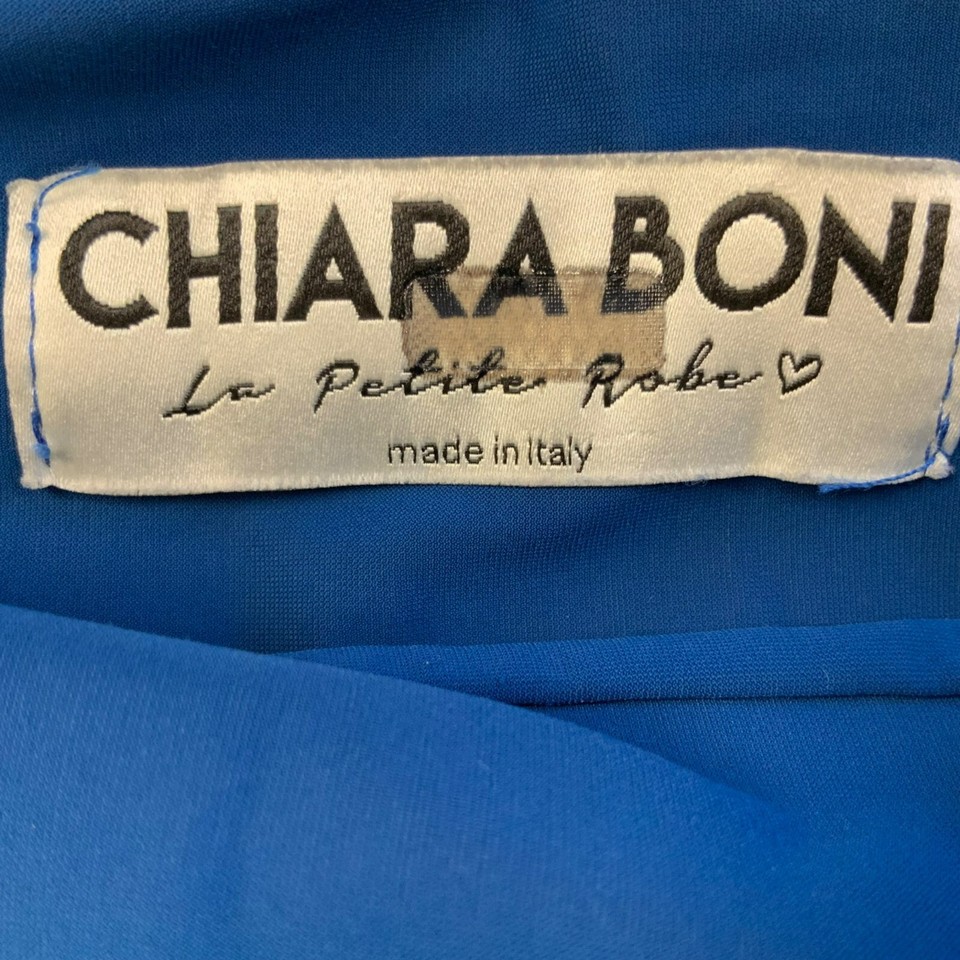 CHIARA BONI
La Petite Robe ♡
made in Italy